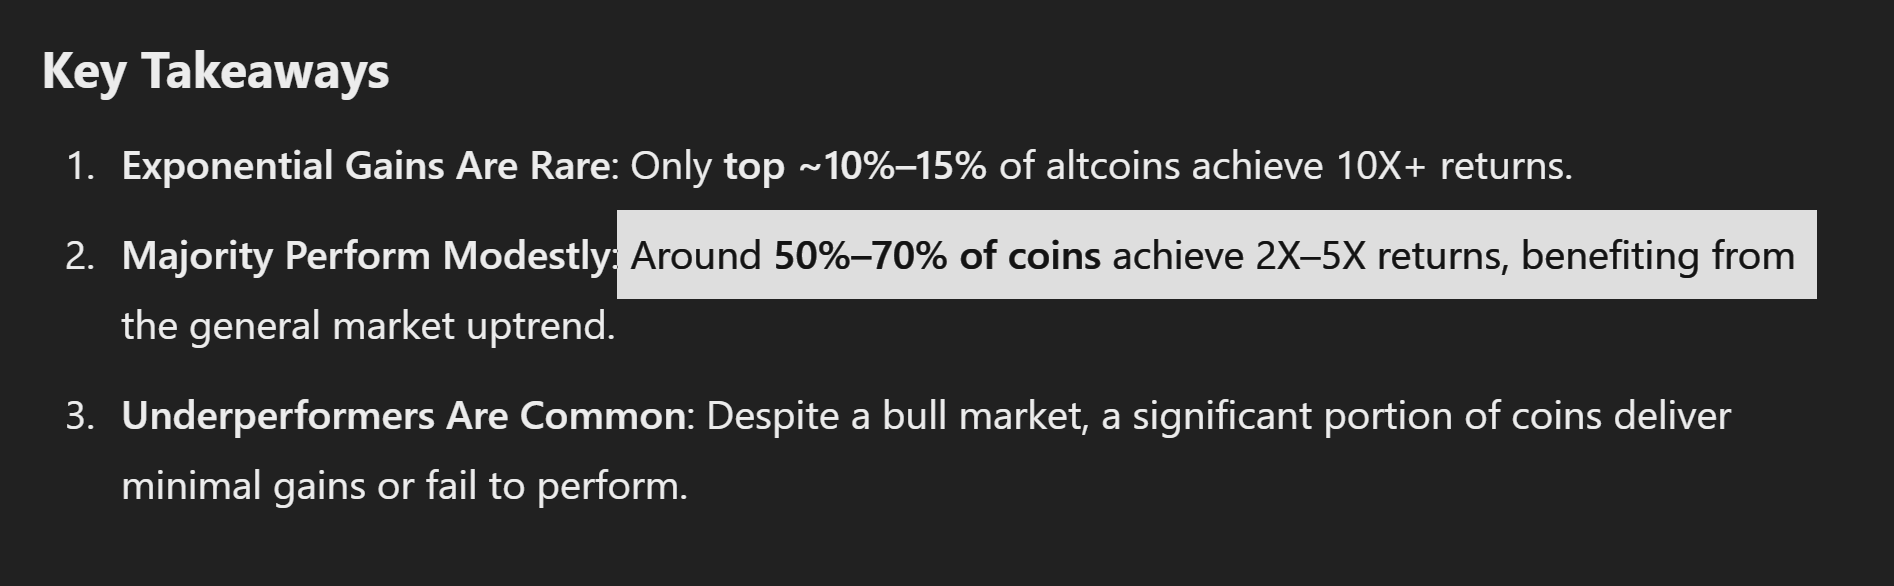 Key Takeaways
1. Exponential Gains Are Rare: Only top ~10%–15% of altcoins achieve 10X+ returns.
2. Majority Perform Modestly: Around 50%–70% of coins achieve 2X–5X returns, benefiting from
the general market uptrend.
3. Underperformers Are Common: Despite a bull market, a significant portion of coins deliver
minimal gains or fail to perform.